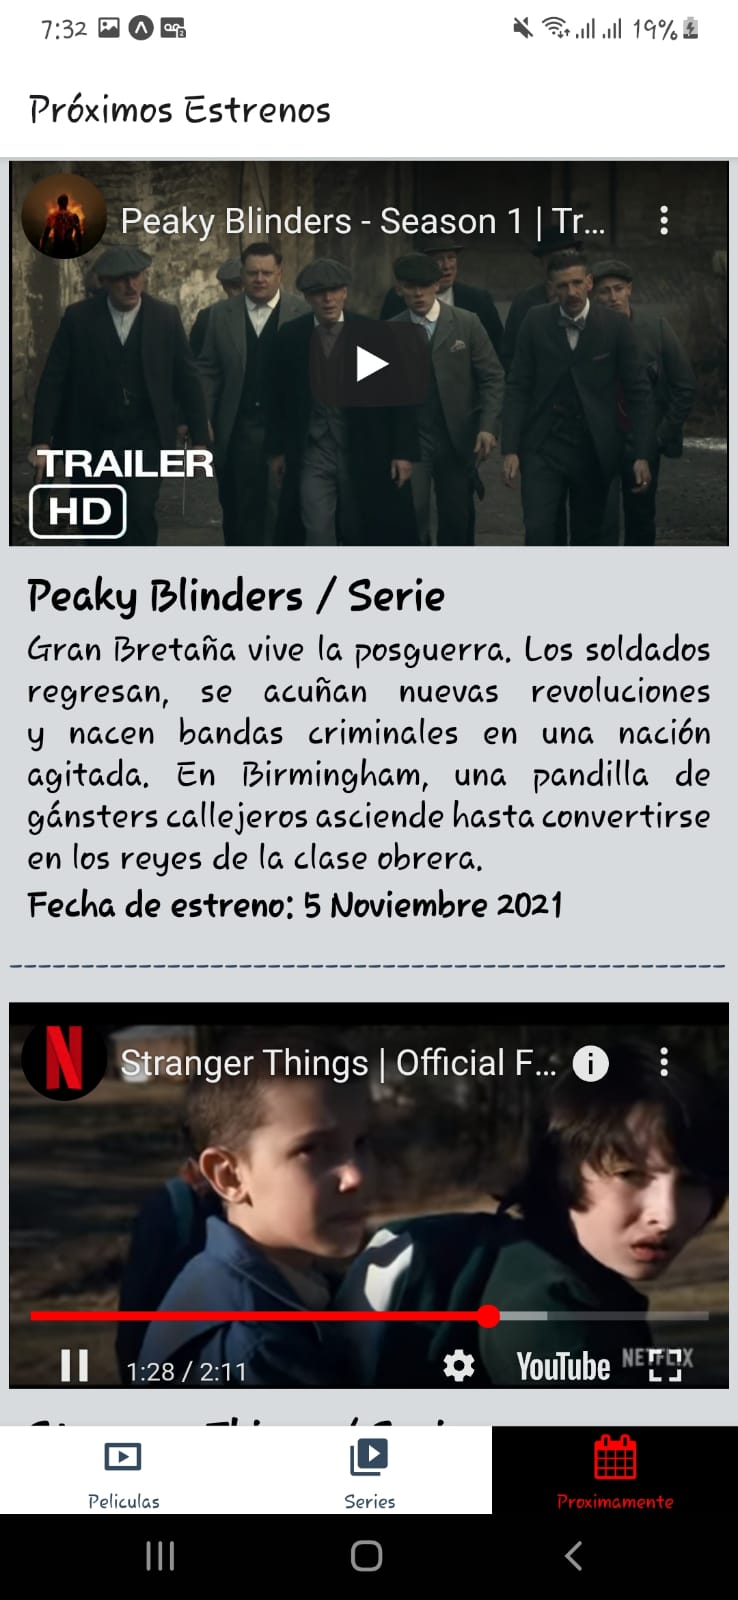 7:32
19%
Próximos Estrenos
Peaky Blinders - Season 1 | Tr...
TRAILER
HD
Peaky Blinders / Serie
Gran Bretaña vive la posguerra. Los soldados
regresan, se acuñan nuevas revoluciones
y nacen bandas criminales en una nación
agitada. En Birmingham, una pandilla de
gánsters callejeros asciende hasta convertirse
en los reyes de la clase obrera.
Fecha de estreno: 5 Noviembre 2021
N
Stranger Things | Official F...
1:28 / 2:11
YouTube
NETFLIX
Peliculas
Series
Proximamente